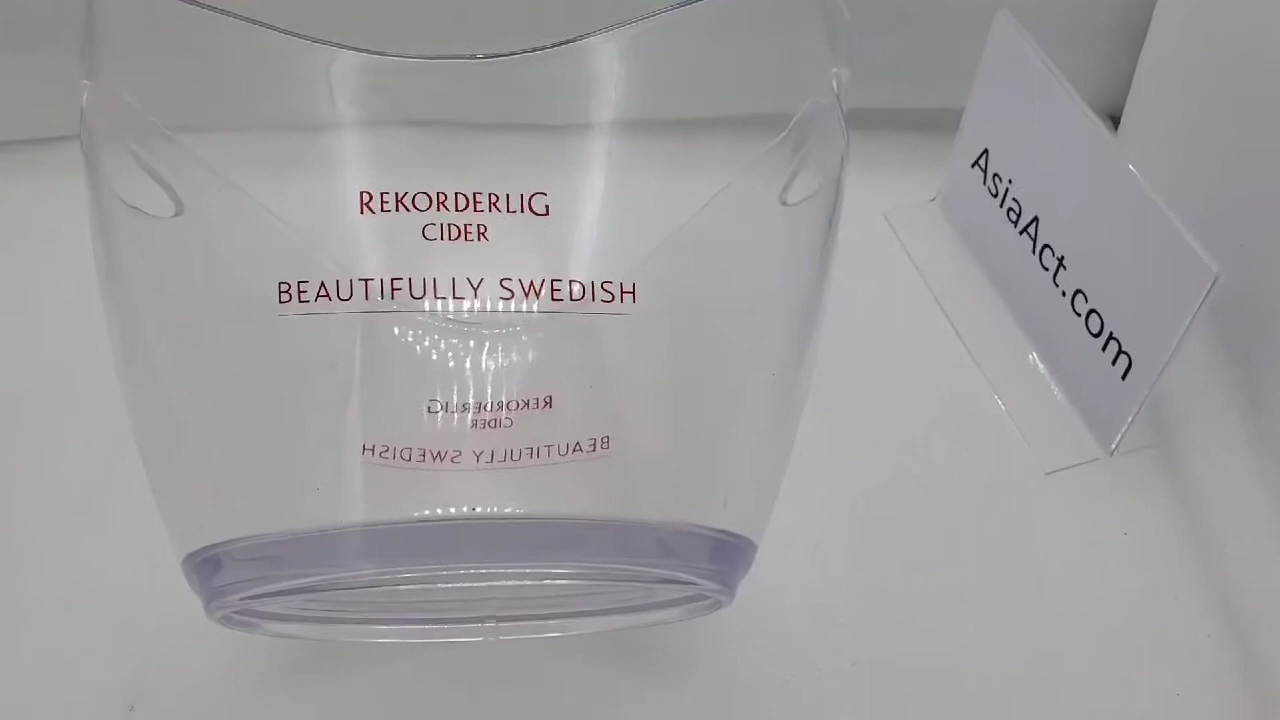 REKORDERLIG
CIDER
BEAUTIFULLY SWEDISH
REKORDERLIG
CIDER
BEAUTIFULLY SWEDISH
AsiaAct.com